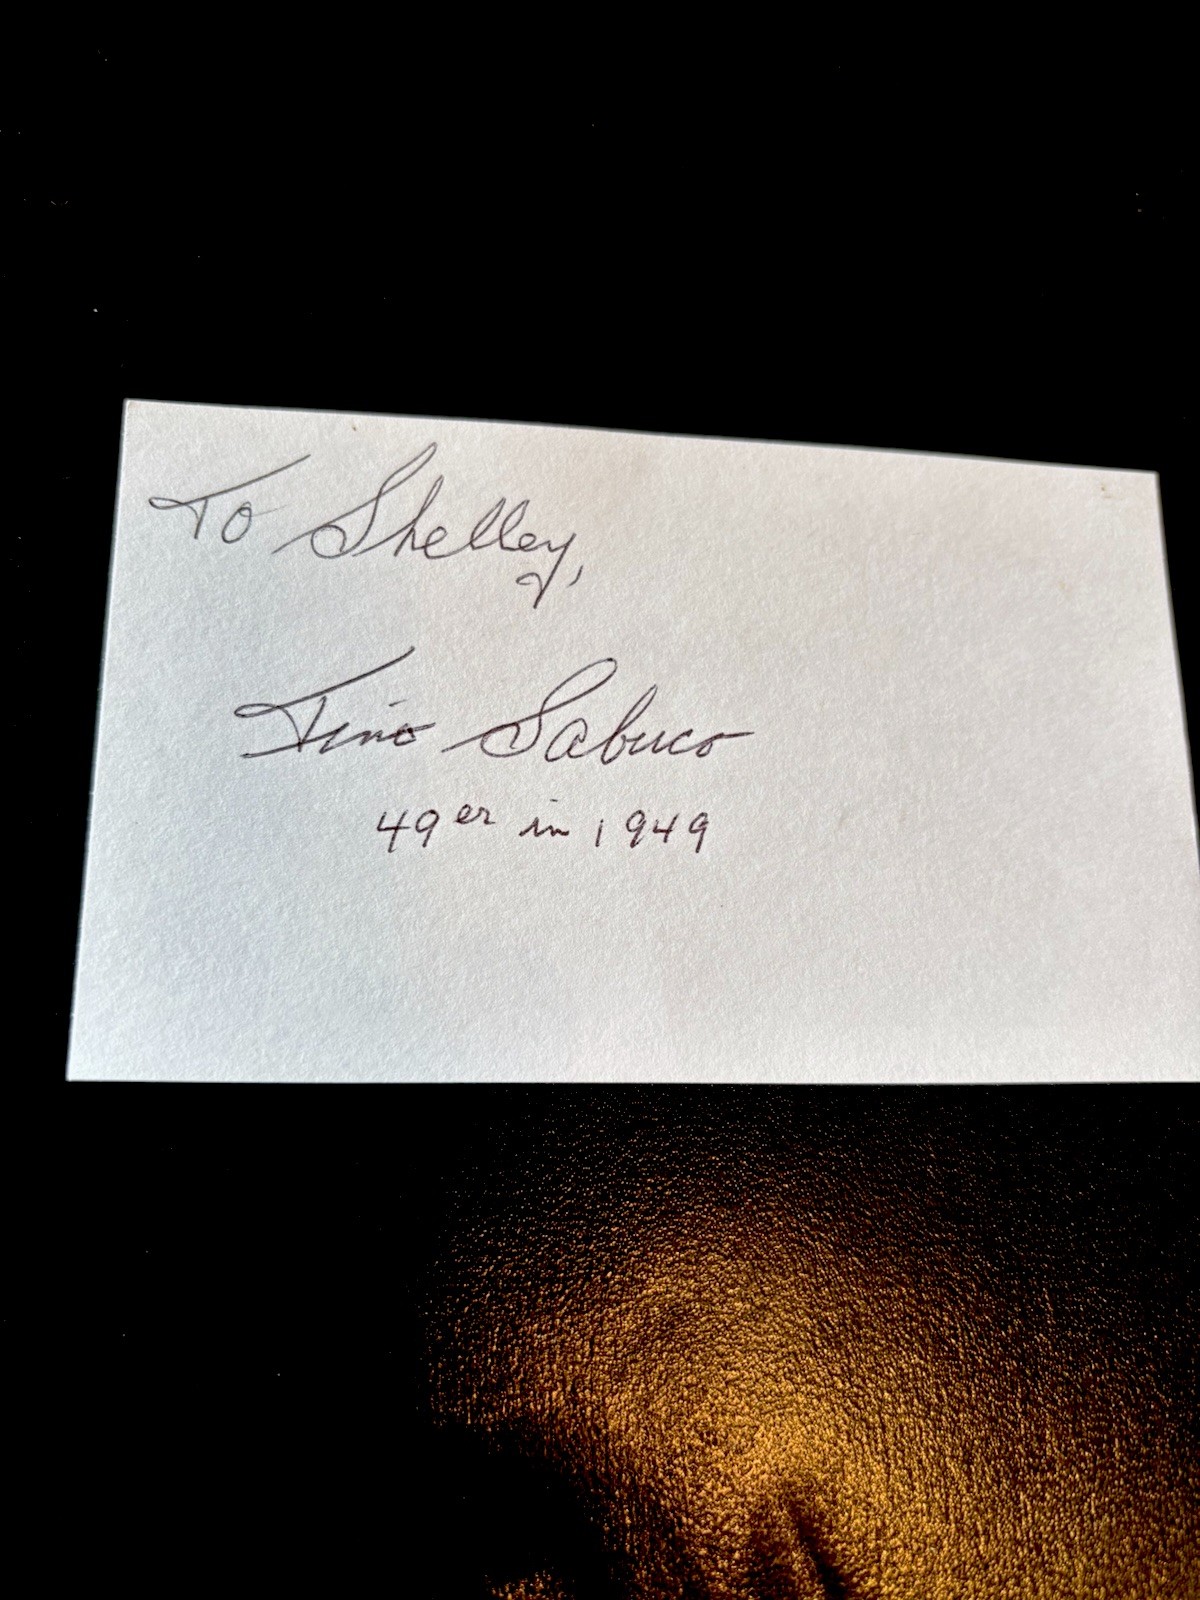 To Shelley,
Tino Sabuco
49er in 1949